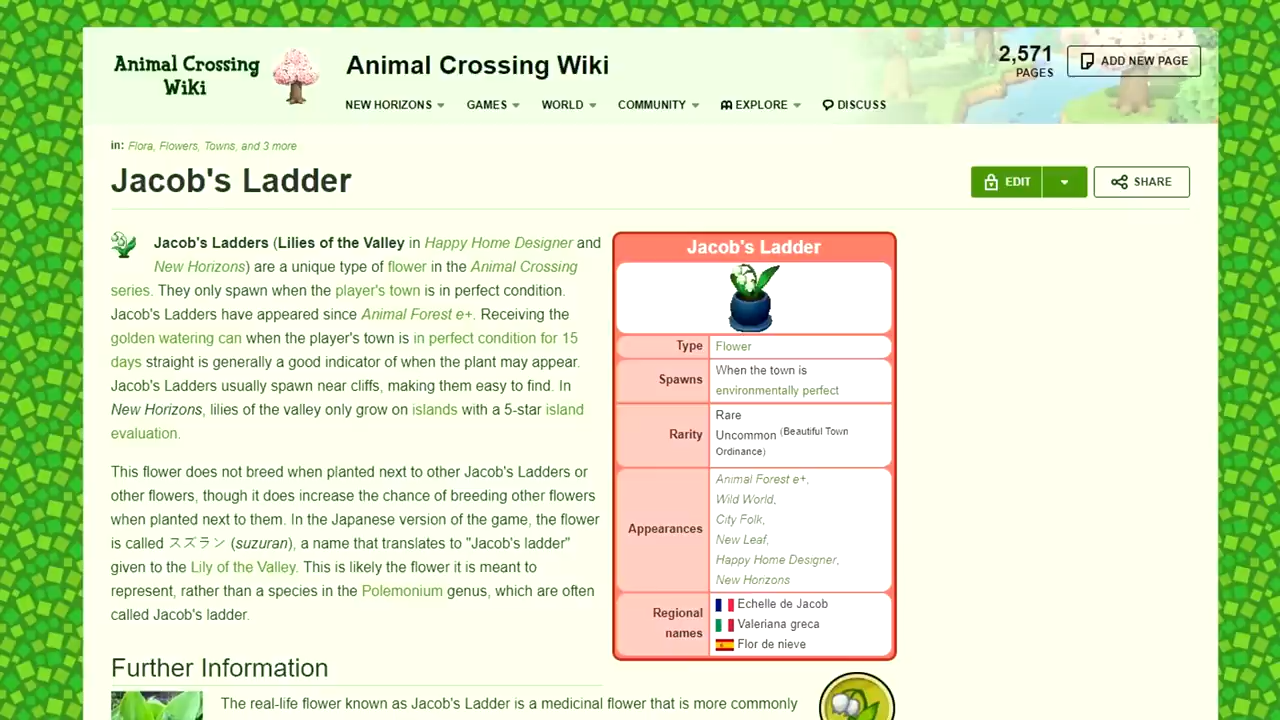 Animal Crossing
Wiki
Animal Crossing Wiki
2,571
PAGES
ADD NEW PAGE
NEW HORIZONS
GAMES
WORLD
COMMUNITY
EXPLORE
DISCUSS
in: Flora, Flowers, Towns, and 3 more
Jacob's Ladder
EDIT
SHARE
Jacob's Ladders (Lilies of the Valley in Happy Home Designer and
New Horizons) are a unique type of flower in the Animal Crossing
series. They only spawn when the player's town is in perfect condition.
Jacob's Ladders have appeared since Animal Forest e+. Receiving the
golden watering can when the player's town is in perfect condition for 15
days straight is generally a good indicator of when the plant may appear.
Jacob's Ladders usually spawn near cliffs, making them easy to find. In
New Horizons, lilies of the valley only grow on islands with a 5-star island
evaluation.
This flower does not breed when planted next to other Jacob's Ladders or
other flowers, though it does increase the chance of breeding other flowers
when planted next to them. In the Japanese version of the game, the flower
is called スズラン (suzuran), a name that translates to "Jacob's ladder"
given to the Lily of the Valley. This is likely the flower it is meant to
represent, rather than a species in the Polemonium genus, which are often
called Jacob's ladder.
Jacob's Ladder
Type
Flower
Spawns
When the town is
environmentally perfect
Rarity
Rare
Uncommon (Beautiful Town
Ordinance)
Appearances
Animal Forest e+,
Wild World,
City Folk,
New Leaf,
Happy Home Designer,
New Horizons
Regional
names
Echelle de Jacob
Valeriana greca
Flor de nieve
Further Information
The real-life flower known as Jacob's Ladder is a medicinal flower that is more commonly